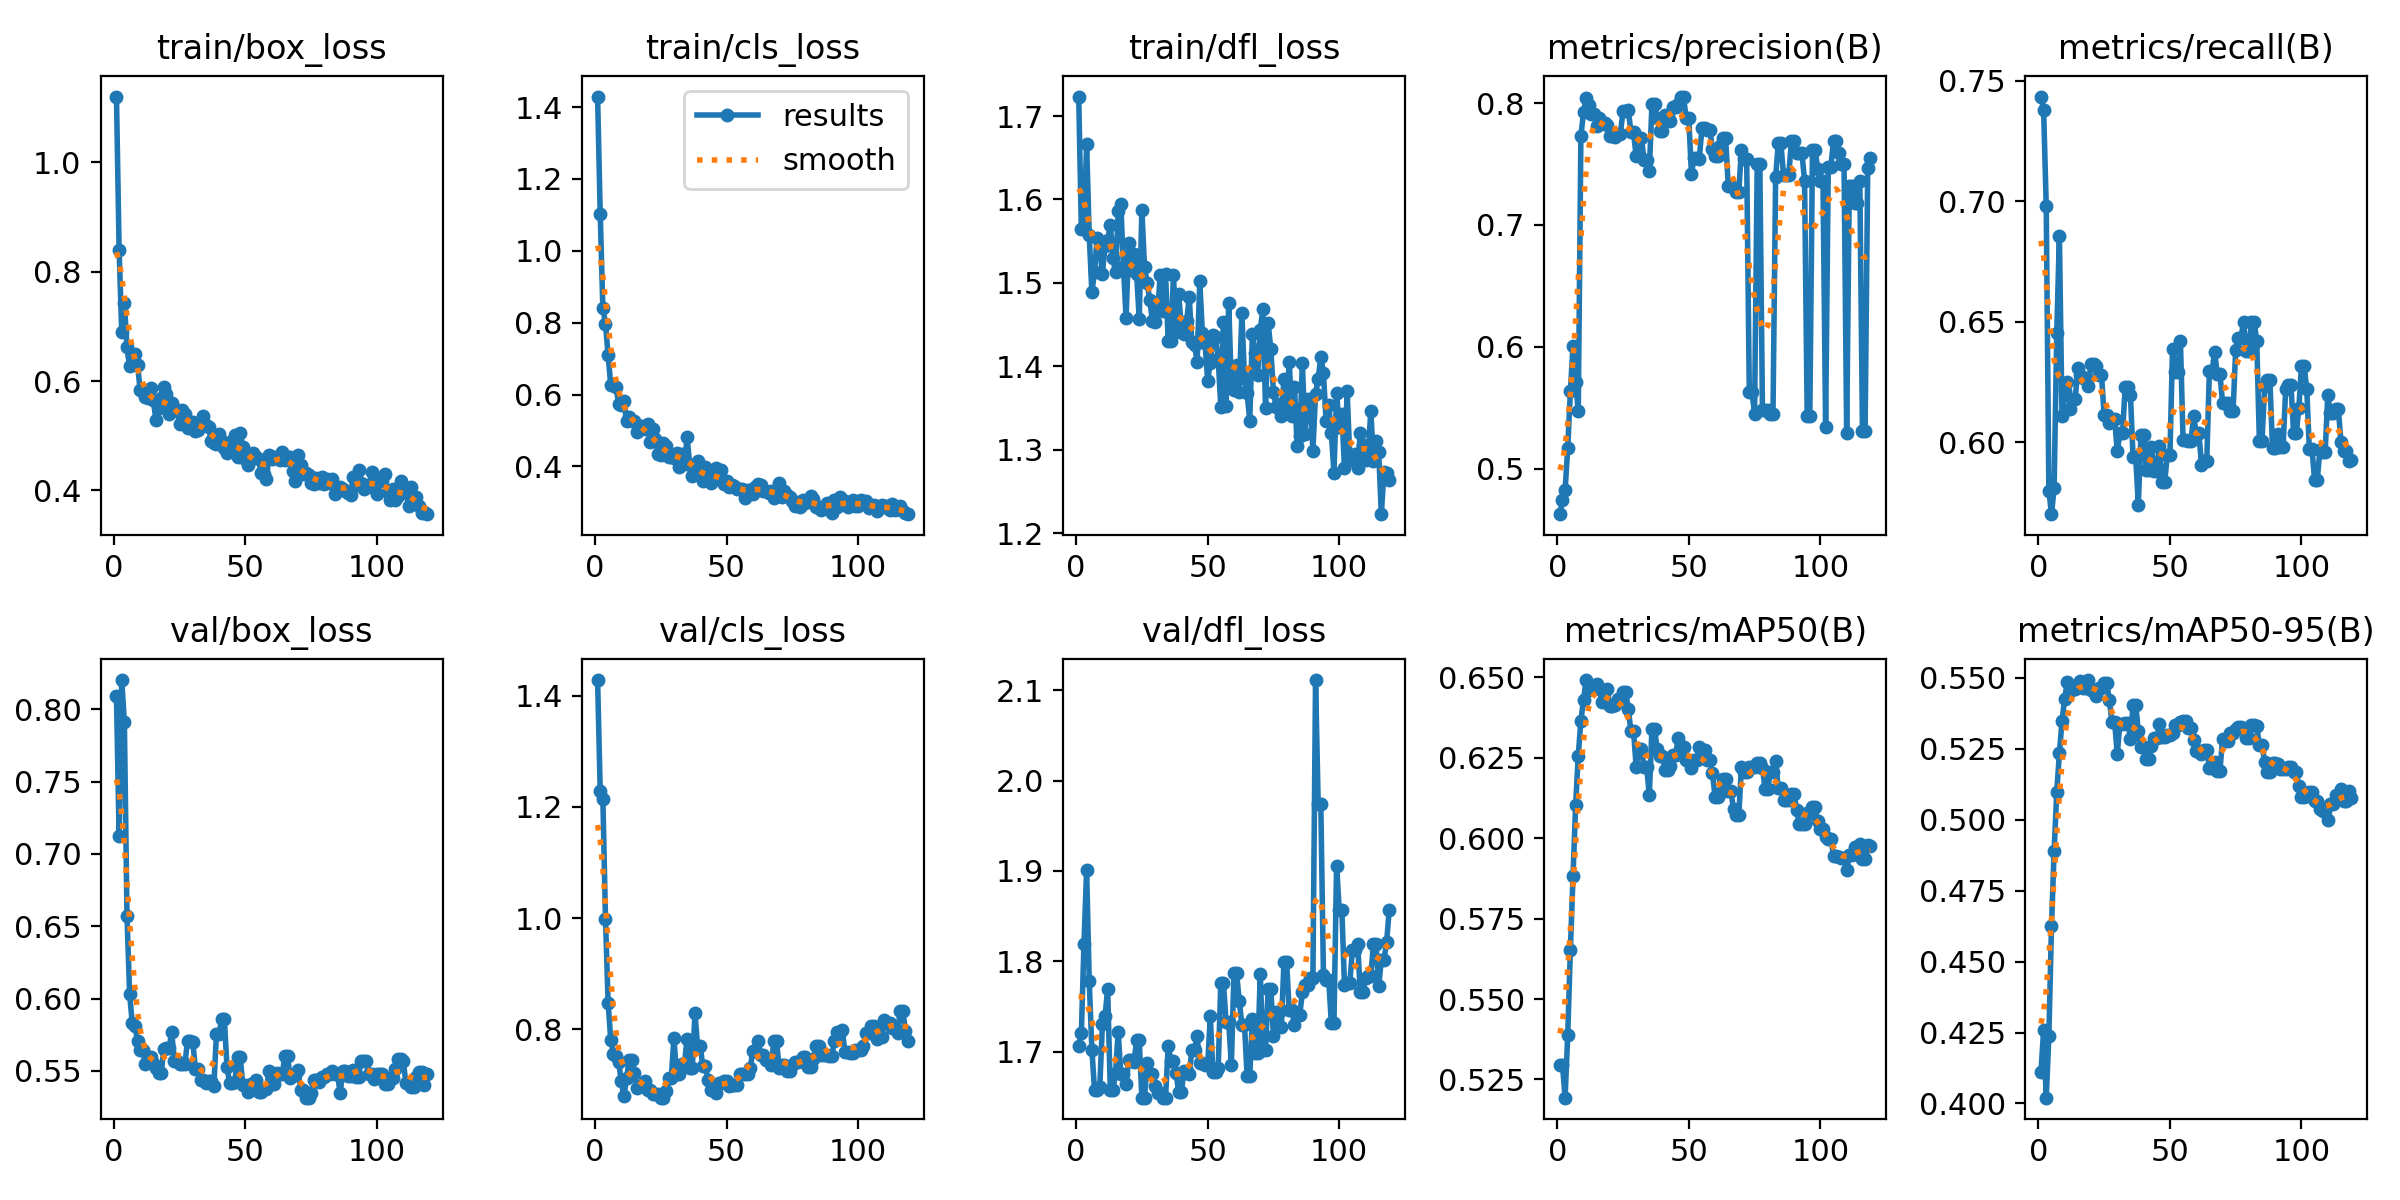 train/box_loss
1.0
0.8
0.6
0.4
0 50 100
train/cls_loss
results
smooth
1.4
1.2
1.0
0.8
0.6
0.4
0 50 100
train/dfl_loss
1.7
1.6
1.5
1.4
1.3
1.2
0 50 100
metrics/precision(B)
0.8
0.7
0.6
0.5
0 50 100
metrics/recall(B)
0.75
0.70
0.65
0.60
0 50 100
val/box_loss
0.80
0.75
0.70
0.65
0.60
0.55
0 50 100
val/cls_loss
1.4
1.2
1.0
0.8
0 50 100
val/dfl_loss
2.1
2.0
1.9
1.8
1.7
0 50 100
metrics/mAP50(B)
0.650
0.625
0.600
0.575
0.550
0.525
0 50 100
metrics/mAP50-95(B)
0.550
0.525
0.500
0.475
0.450
0.425
0.400
0 50 100